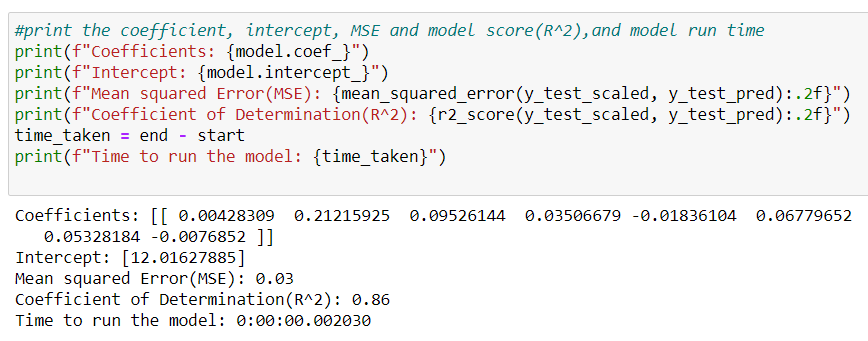 #print the coefficient, intercept, MSE and model score(R^2),and model run time
print(f"Coefficients: {model.coef_}")
print(f"Intercept: {model.intercept_}")
print(f"Mean squared Error(MSE): {mean_squared_error(y_test_scaled, y_test_pred):.2f}")
print(f"Coefficient of Determination(R^2): {r2_score(y_test_scaled, y_test_pred):.2f}")
time_taken = end - start
print(f"Time to run the model: {time_taken}")
Coefficients: [[ 0.00428309  0.21215925  0.09526144  0.03506679 -0.01836104  0.06779652
   0.05328184 -0.0076852 ]]
Intercept: [12.01627885]
Mean squared Error(MSE): 0.03
Coefficient of Determination(R^2): 0.86
Time to run the model: 0:00:00.002030